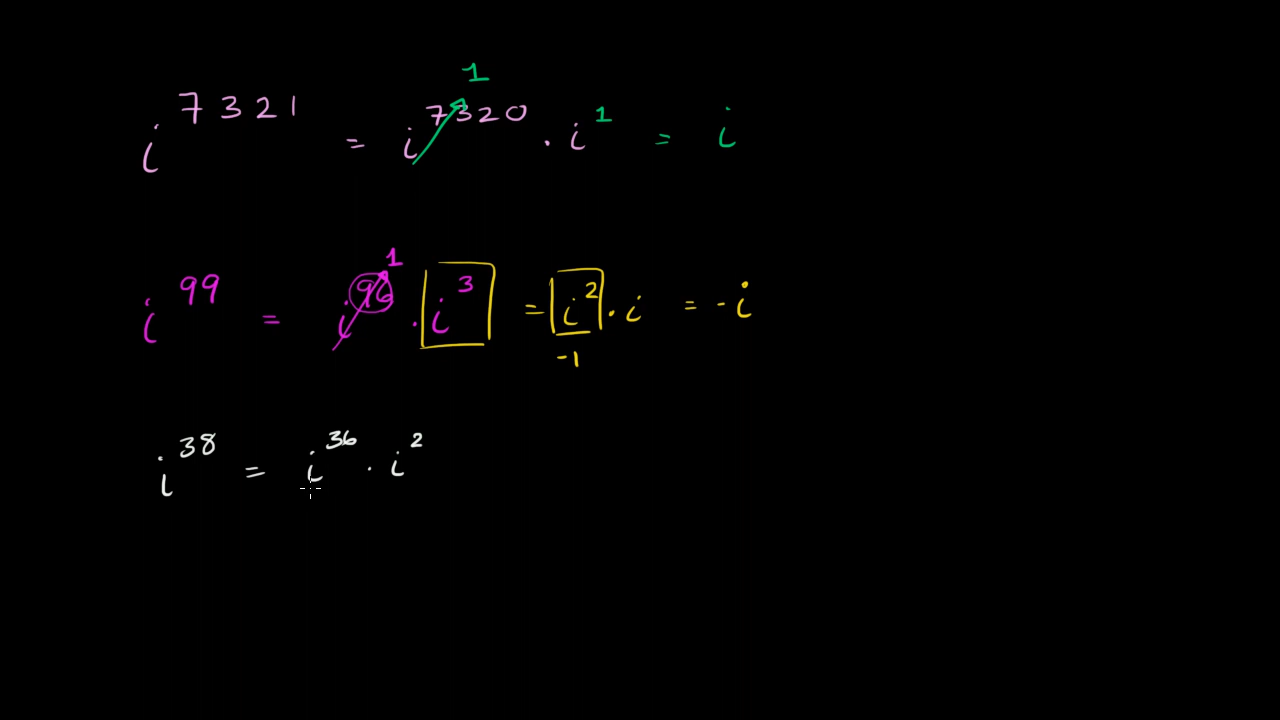 i^7321 = i^7320 · i^1 = i
1
i^99 = i^96 · i^3 = i^2 · i = -i
1
-1
i^38 = i^36 · i^2